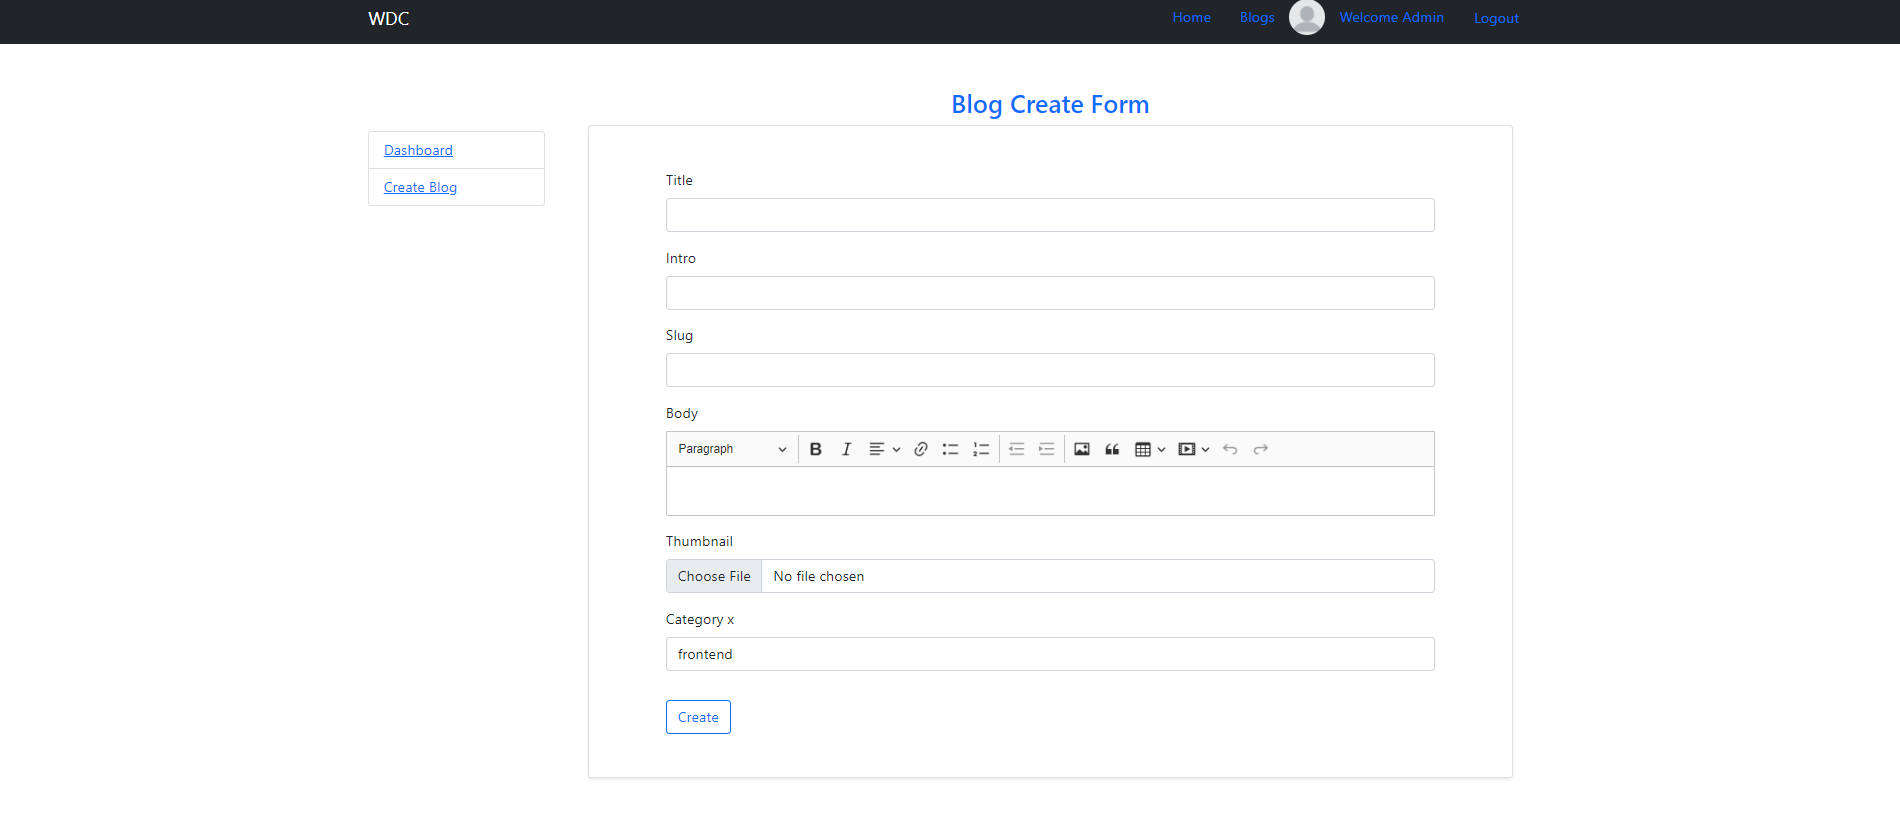 WDC
Home Blogs Welcome Admin Logout
Blog Create Form
Dashboard
Create Blog
Title
Intro
Slug
Body
Paragraph
Thumbnail
Choose File No file chosen
Category x
frontend
Create